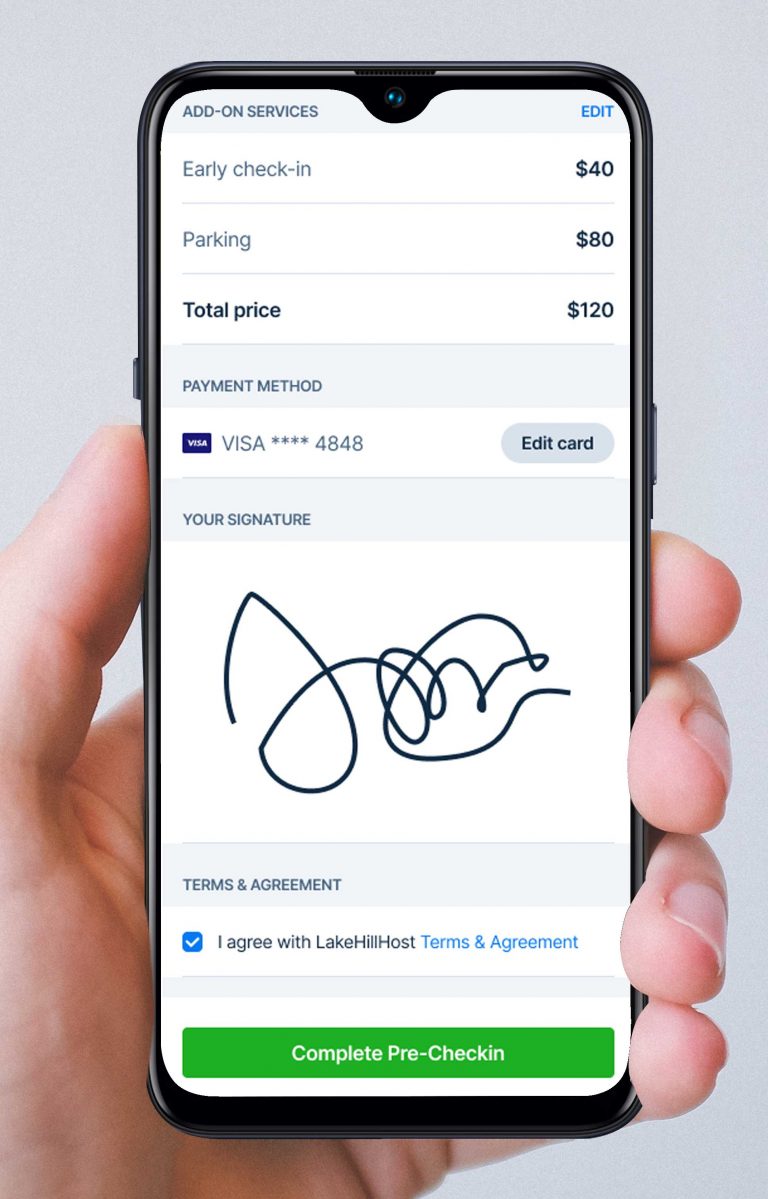 ADD-ON SERVICES EDIT
Early check-in $40
Parking $80
Total price $120
PAYMENT METHOD
VISA VISA **** 4848 Edit card
YOUR SIGNATURE
TERMS & AGREEMENT
I agree with LakeHillHost Terms & Agreement
Complete Pre-Checkin